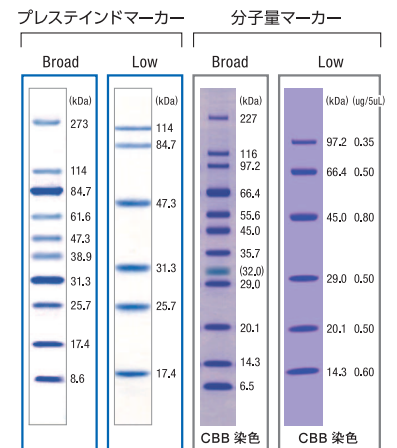 プレステインドマーカー
分子量マーカー
Broad
Low
Broad
Low
(kDa)
273
114
84.7
61.6
47.3
38.9
31.3
25.7
17.4
8.6
(kDa)
114
84.7
47.3
31.3
25.7
17.4
(kDa)
227
116
97.2
66.4
55.6
45.0
35.7
(32.0)
29.0
20.1
14.3
6.5
CBB 染色
(kDa) (ug/5uL)
97.2 0.35
66.4 0.50
45.0 0.80
29.0 0.50
20.1 0.50
14.3 0.60
CBB 染色